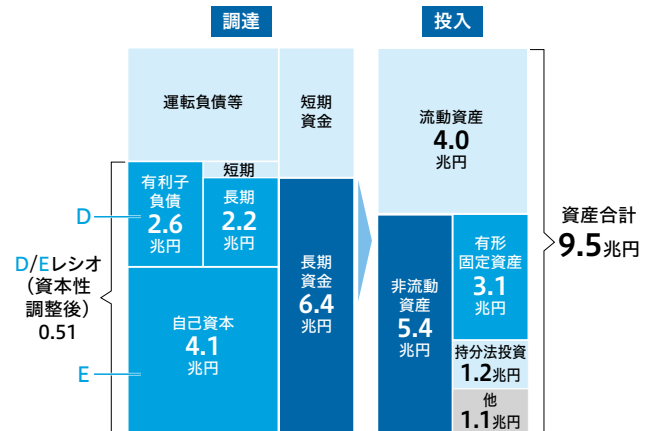 調達
投入
運転負債等
短期
資金
流動資産
4.0
兆円
有利子
負債
2.6
兆円
短期
長期
2.2
兆円
D
D/Eレシオ
（資本性
調整後）
0.51
自己資本
4.1
兆円
E
長期
資金
6.4
兆円
非流動
資産
5.4
兆円
有形
固定資産
3.1
兆円
持分法投資
1.2兆円
他
1.1兆円
資産合計
9.5兆円